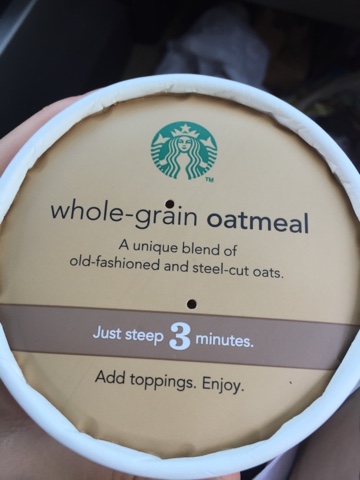 TM
whole-grain oatmeal
A unique blend of
old-fashioned and steel-cut oats.
Just steep 3 minutes.
Add toppings. Enjoy.